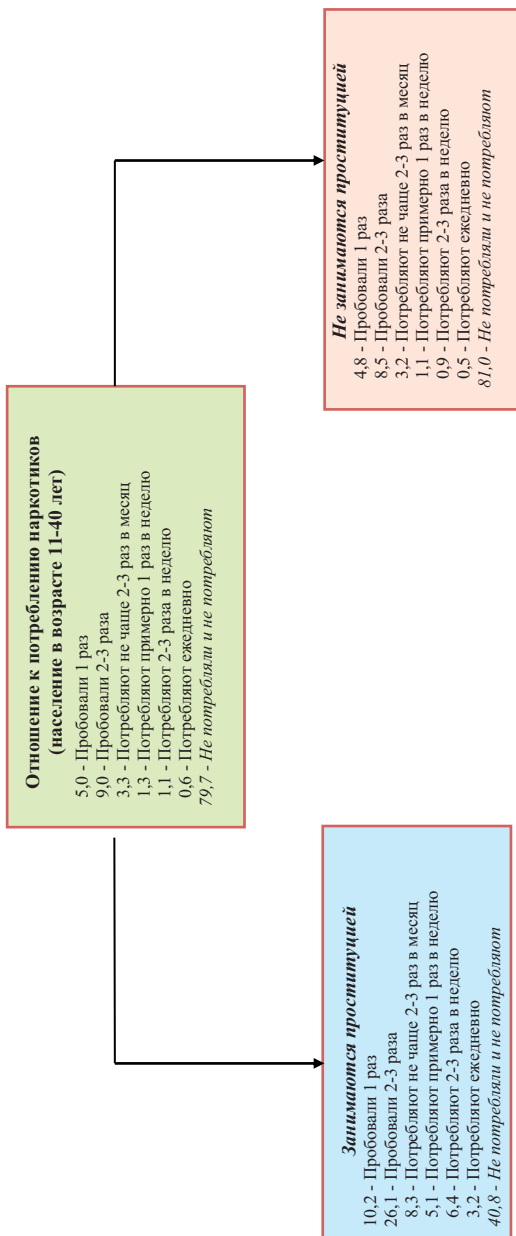 Отношение к потреблению наркотиков
(население в возрасте 11-40 лет)
5,0 - Пробовали 1 раз
9,0 - Пробовали 2-3 раза
3,3 - Потребляют не чаще 2-3 раз в месяц
1,3 - Потребляют примерно 1 раз в неделю
1,1 - Потребляют 2-3 раза в неделю
0,6 - Потребляют ежедневно
79,7 - Не потребляли и не потребляют
Занимаются проституцией
10,2 - Пробовали 1 раз
26,1 - Пробовали 2-3 раза
8,3 - Потребляют не чаще 2-3 раз в месяц
5,1 - Потребляют примерно 1 раз в неделю
6,4 - Потребляют 2-3 раза в неделю
3,2 - Потребляют ежедневно
40,8 - Не потребляли и не потребляют
Не занимаются проституцией
4,8 - Пробовали 1 раз
8,5 - Пробовали 2-3 раза
3,2 - Потребляют не чаще 2-3 раз в месяц
1,1 - Потребляют примерно 1 раз в неделю
0,9 - Потребляют 2-3 раза в неделю
0,5 - Потребляют ежедневно
81,0 - Не потребляли и не потребляют